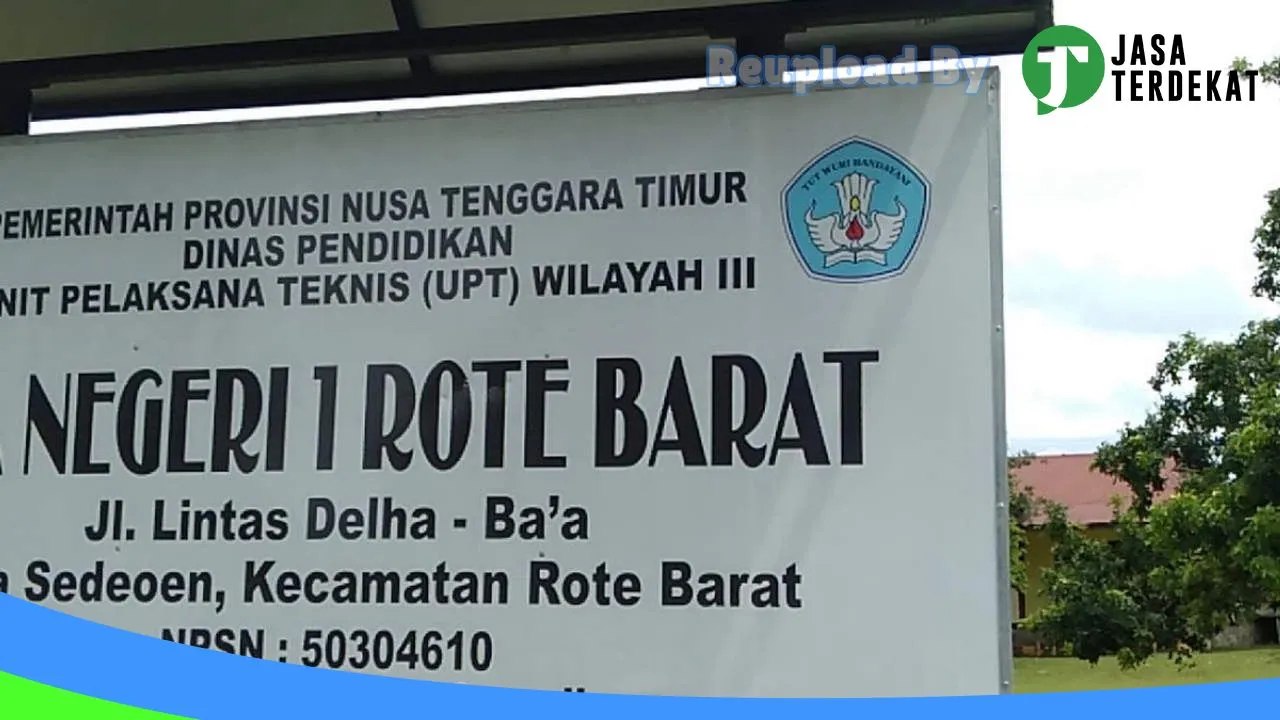 Reupload By
JASA
TERDEKAT
PEMERINTAH PROVINSI NUSA TENGGARA TIMUR
DINAS PENDIDIKAN
NIT PELAKSANA TEKNIS (UPT) WILAYAH III
TUT WURI HANDAYANI
NEGERI 1 ROTE BARAT
Jl. Lintas Delha - Ba'a
a Sedeoen, Kecamatan Rote Barat
NPSN : 50304610